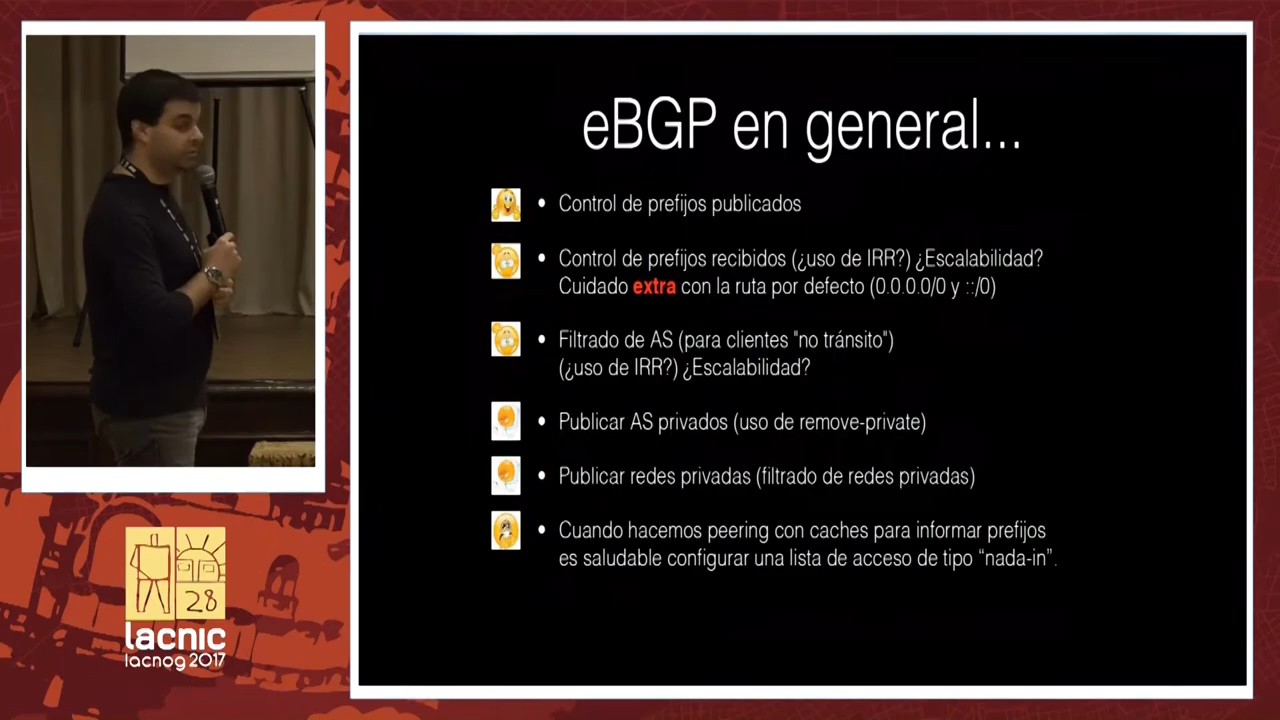 eBGP en general...
• Control de prefijos publicados
• Control de prefijos recibidos (¿uso de IRR?) ¿Escalabilidad?
Cuidado extra con la ruta por defecto (0.0.0.0/0 y ::/0)
• Filtrado de AS (para clientes "no tránsito")
(¿uso de IRR?) ¿Escalabilidad?
• Publicar AS privados (uso de remove-private)
• Publicar redes privadas (filtrado de redes privadas)
• Cuando hacemos peering con caches para informar prefijos
es saludable configurar una lista de acceso de tipo “nada-in”.
28
lacnic
lacnog 2017